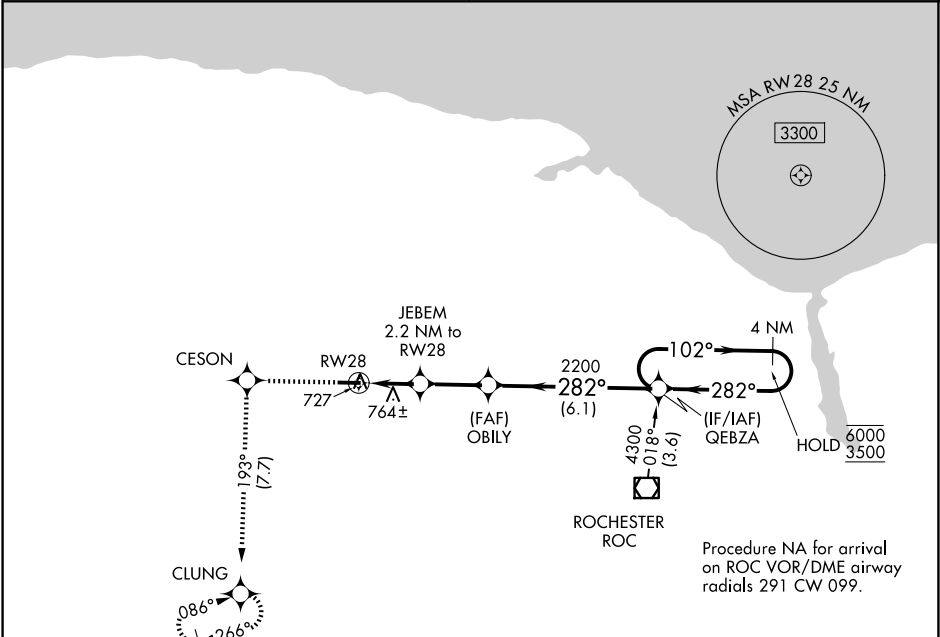 MSA RW28 25 NM
3300
JEBEM
2.2 NM to
RW28
4 NM
CESON
RW28
2200
102°
282°
282°
727
764±
(6.1)
(FAF)
OBILY
(IF/IAF)
QEBZA
HOLD
6000
3500
4300
018°
(3.6)
193°
(7.7)
ROCHESTER
ROC
Procedure NA for arrival
on ROC VOR/DME airway
radials 291 CW 099.
CLUNG
086°
266°